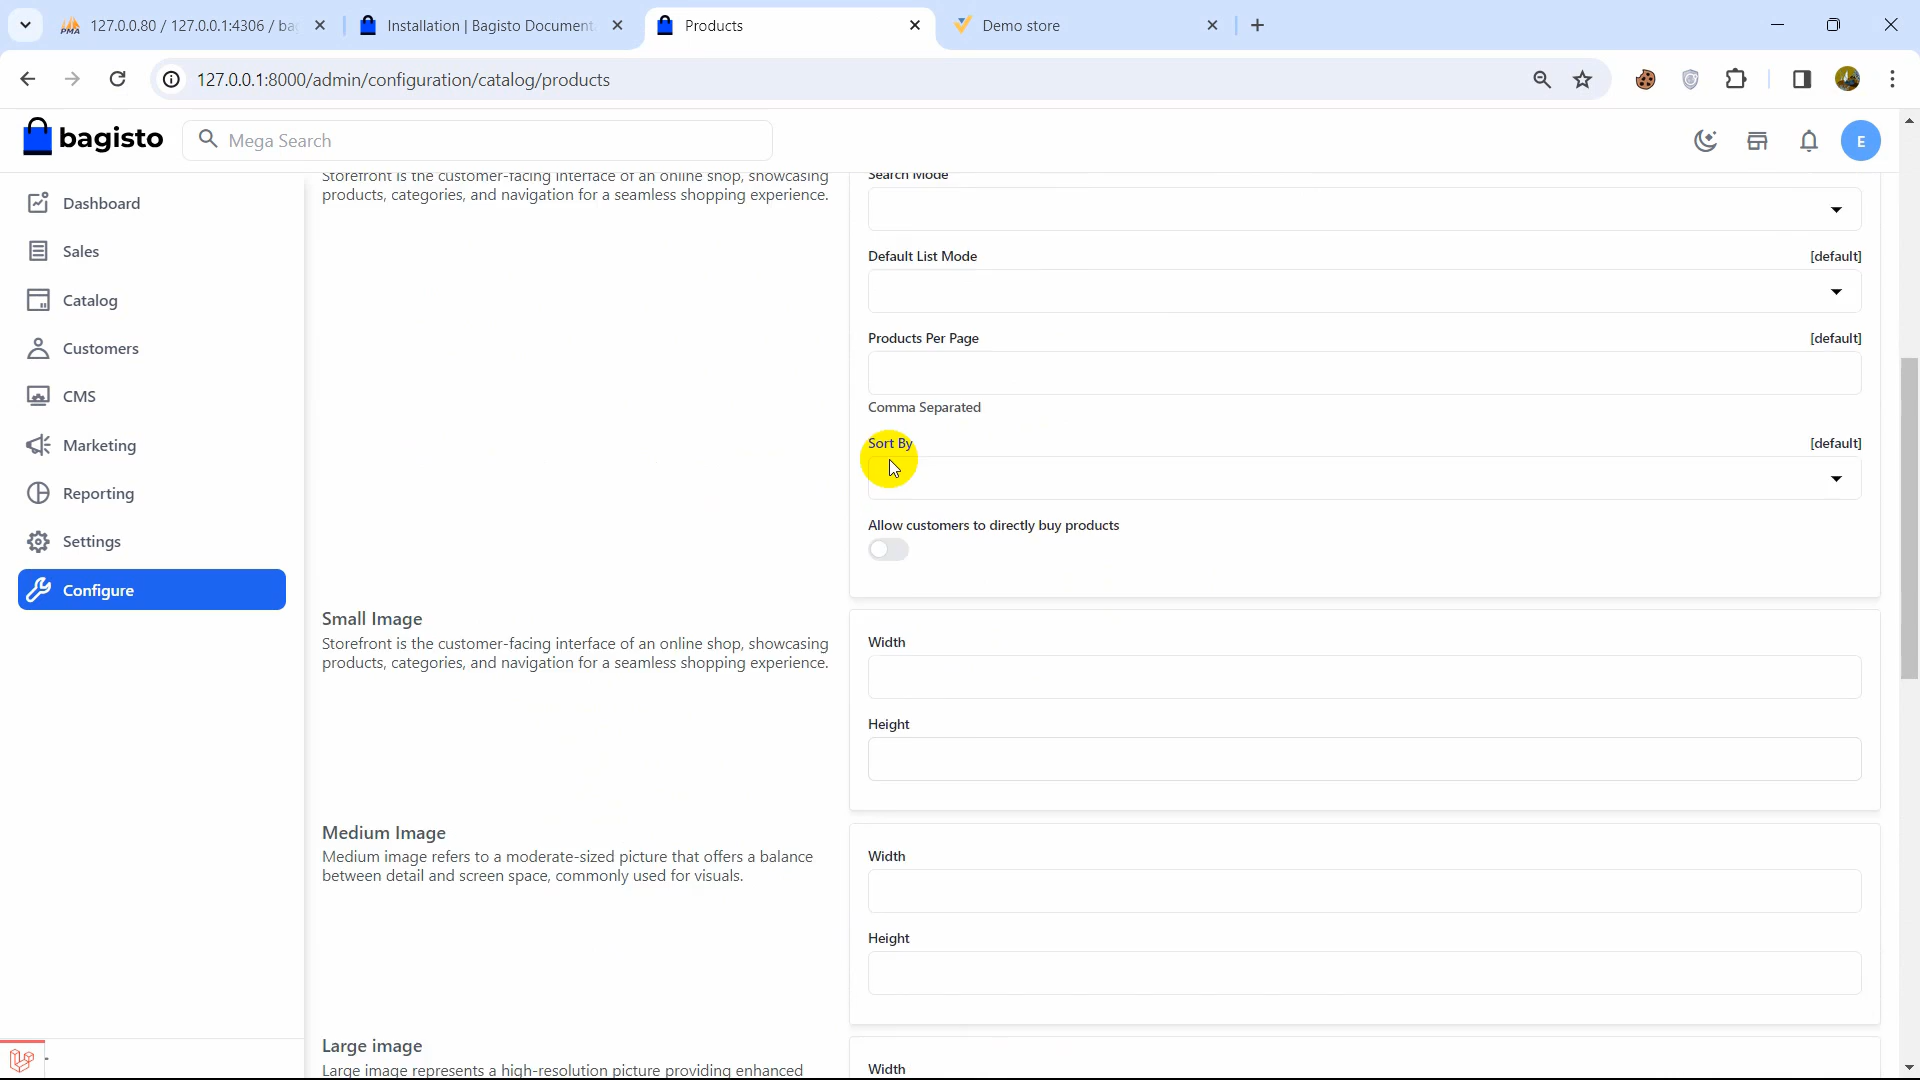 127.0.0.80 / 127.0.0.1:4306 / ba
Installation | Bagisto Document
Products
Demo store
127.0.0.1:8000/admin/configuration/catalog/products
bagisto
Mega Search
E
Dashboard
Sales
Catalog
Customers
CMS
Marketing
Reporting
Settings
Configure
Storefront is the customer-facing interface of an online shop, showcasing
products, categories, and navigation for a seamless shopping experience.
Search Mode
Default List Mode [default]
Products Per Page [default]
Comma Separated
Sort By [default]
Allow customers to directly buy products
Small Image
Storefront is the customer-facing interface of an online shop, showcasing
products, categories, and navigation for a seamless shopping experience.
Width
Height
Medium Image
Medium image refers to a moderate-sized picture that offers a balance
between detail and screen space, commonly used for visuals.
Width
Height
Large image
Large image represents a high-resolution picture providing enhanced
Width